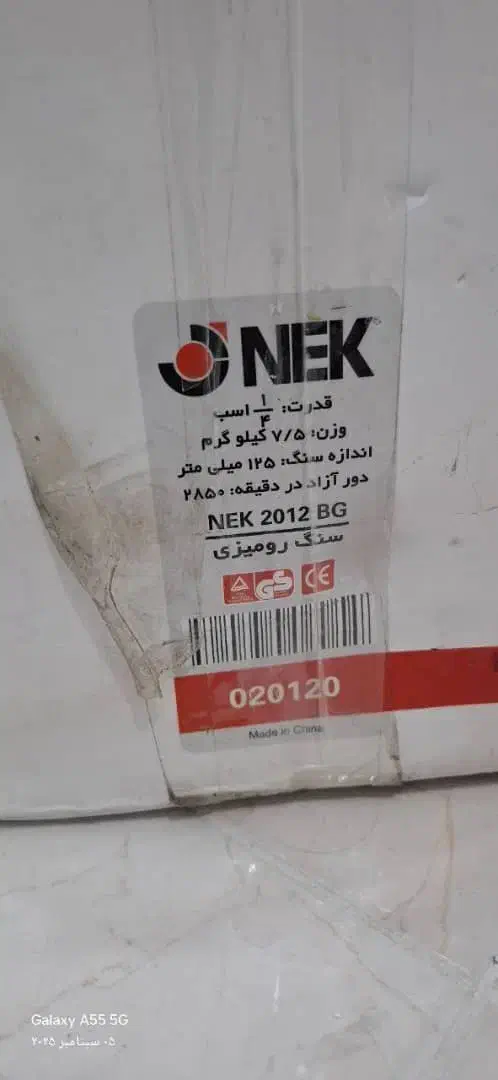 NEK
قدرت: ۱/۴ اسب
وزن: ۷/۵ کیلو گرم
اندازه سنگ: ۱۲۵ میلی متر
دور آزاد در دقیقه: ۲۸۵۰
NEK 2012 BG
سنگ رومیزی
GS CE
020120
Made in China
Galaxy A55 5G
۰۵ سپتامبر ۲۰۲۵